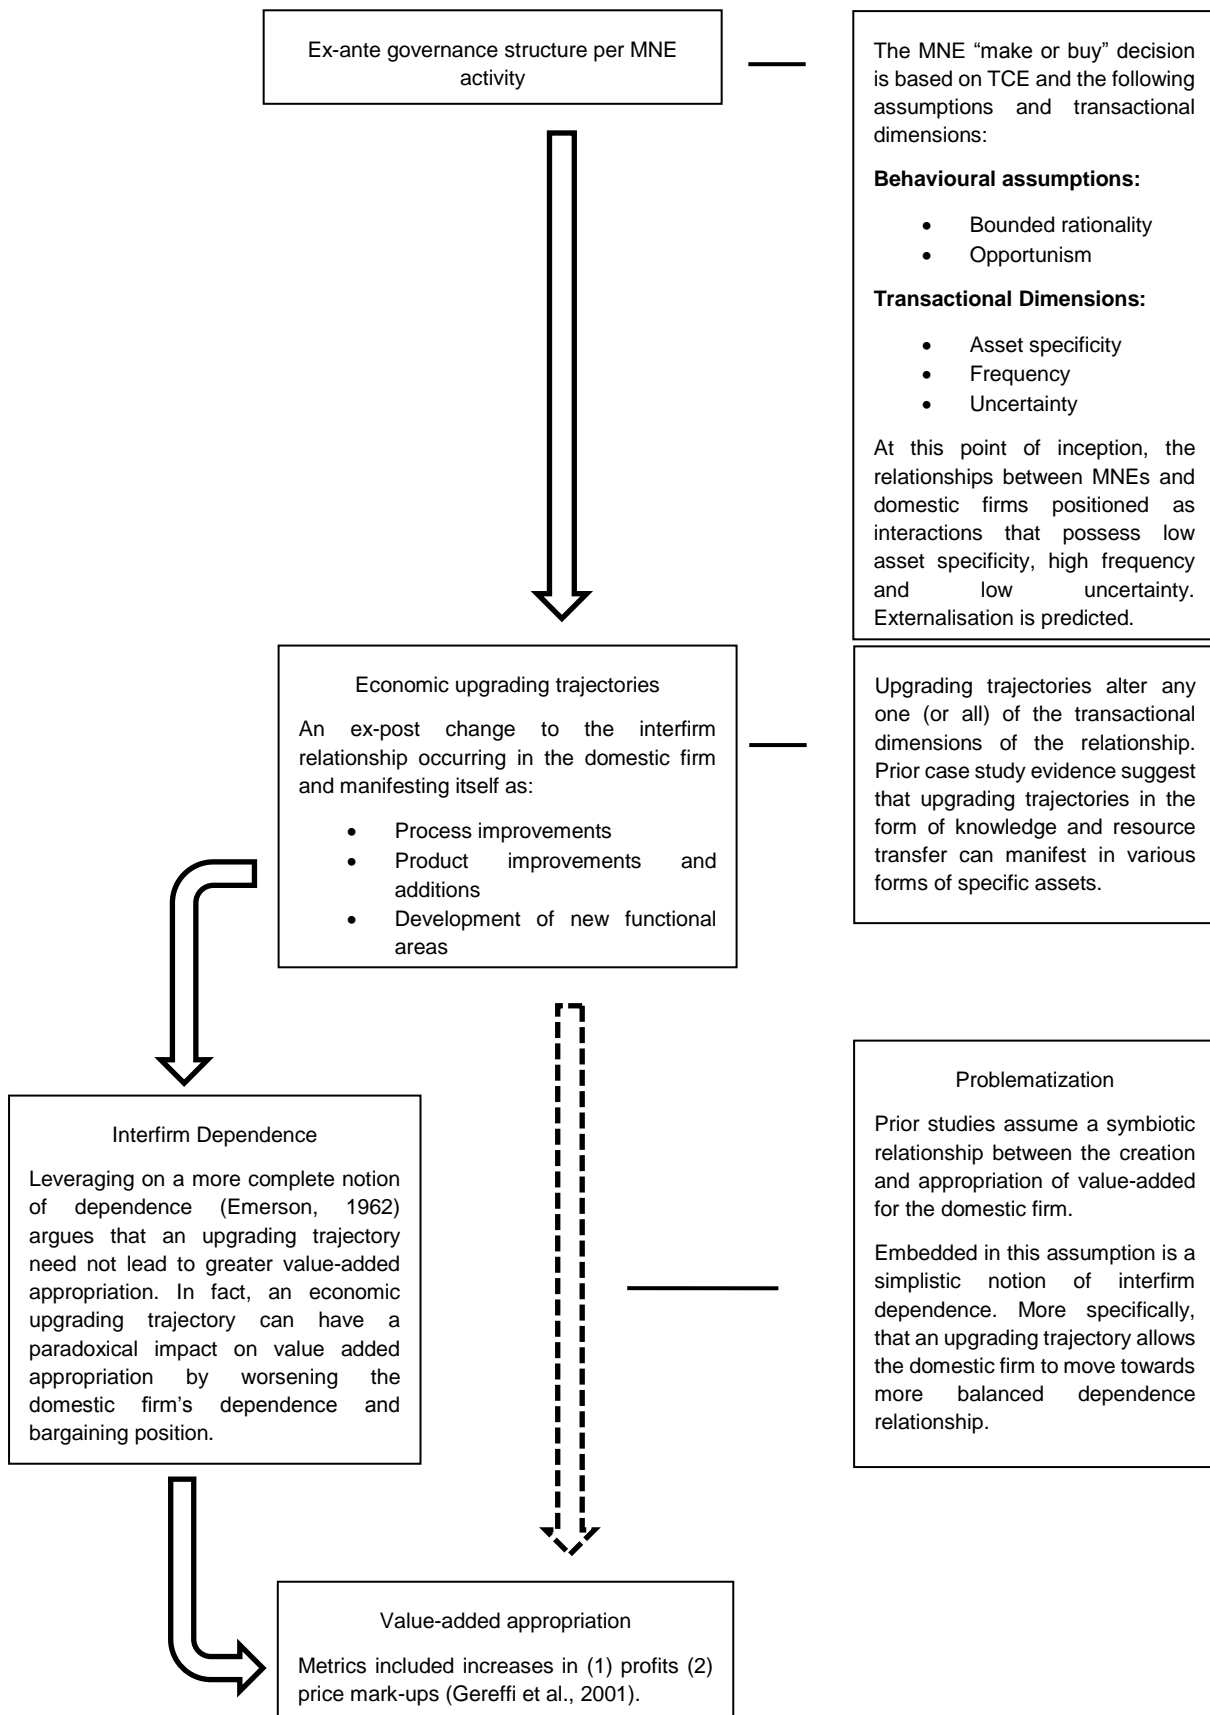 Ex-ante governance structure per MNE
activity
The MNE “make or buy” decision
is based on TCE and the following
assumptions and transactional
dimensions:
Behavioural assumptions:
• Bounded rationality
• Opportunism
Transactional Dimensions:
• Asset specificity
• Frequency
• Uncertainty
At this point of inception, the
relationships between MNEs and
domestic firms positioned as
interactions that possess low
asset specificity, high frequency
and low uncertainty.
Externalisation is predicted.
Economic upgrading trajectories
An ex-post change to the interfirm
relationship occurring in the domestic firm
and manifesting itself as:
• Process improvements
• Product improvements and
additions
• Development of new functional
areas
Upgrading trajectories alter any
one (or all) of the transactional
dimensions of the relationship.
Prior case study evidence suggest
that upgrading trajectories in the
form of knowledge and resource
transfer can manifest in various
forms of specific assets.
Interfirm Dependence
Leveraging on a more complete notion
of dependence (Emerson, 1962)
argues that an upgrading trajectory
need not lead to greater value-added
appropriation. In fact, an economic
upgrading trajectory can have a
paradoxical impact on value added
appropriation by worsening the
domestic firm’s dependence and
bargaining position.
Problematization
Prior studies assume a symbiotic
relationship between the creation
and appropriation of value-added
for the domestic firm.
Embedded in this assumption is a
simplistic notion of interfirm
dependence. More specifically,
that an upgrading trajectory allows
the domestic firm to move towards
more balanced dependence
relationship.
Value-added appropriation
Metrics included increases in (1) profits (2)
price mark-ups (Gereffi et al., 2001).